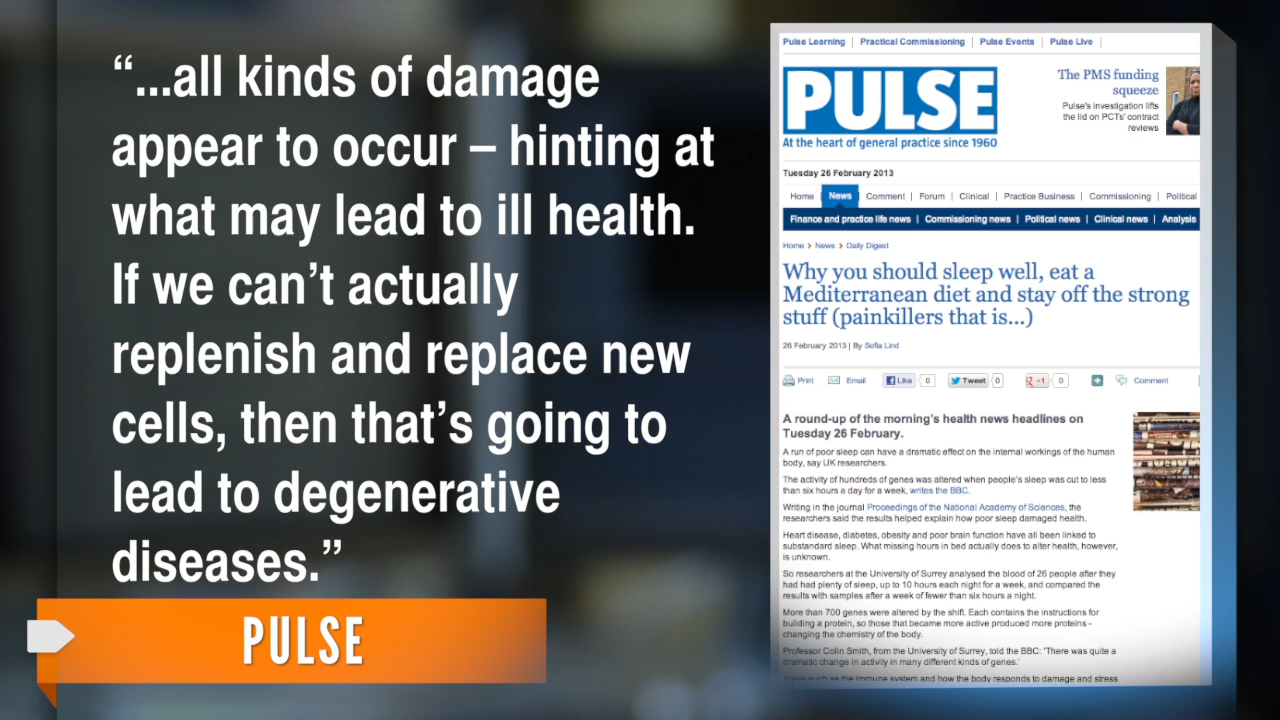 “...all kinds of damage
appear to occur – hinting at
what may lead to ill health.
If we can’t actually
replenish and replace new
cells, then that’s going to
lead to degenerative
diseases.”
PULSE
Pulse Learning | Practical Commissioning | Pulse Events | Pulse Live |
PULSE
At the heart of general practice since 1960
The PMS funding
squeeze
Pulse's investigation lifts
the lid on PCTs' contract
reviews
Tuesday 26 February 2013
Home | News | Comment | Forum | Clinical | Practice Business | Commissioning | Political
Finance and practice life news | Commissioning news | Political news | Clinical news | Analysis
Home > News > Daily Digest
Why you should sleep well, eat a
Mediterranean diet and stay off the strong
stuff (painkillers that is...)
26 February 2013 | By Sofia Lind
Print Email Like 0 Tweet 0 +1 0 Comment
A round-up of the morning's health news headlines on
Tuesday 26 February.
A run of poor sleep can have a dramatic effect on the internal workings of the human
body, say UK researchers.
The activity of hundreds of genes was altered when people's sleep was cut to less
than six hours a day for a week, writes the BBC.
Writing in the journal Proceedings of the National Academy of Sciences, the
researchers said the results helped explain how poor sleep damaged health.
Heart disease, diabetes, obesity and poor brain function have all been linked to
substandard sleep. What missing hours in bed actually does to alter health, however,
is unknown.
So researchers at the University of Surrey analysed the blood of 26 people after they
had had plenty of sleep, up to 10 hours each night for a week, and compared the
results with samples after a week of fewer than six hours a night.
More than 700 genes were altered by the shift. Each contains the instructions for
building a protein, so those that became more active produced more proteins -
changing the chemistry of the body.
Professor Colin Smith, from the University of Surrey, told the BBC: 'There was quite a
dramatic change in activity in many different kinds of genes.'
Areas such as the immune system and how the body responds to damage and stress